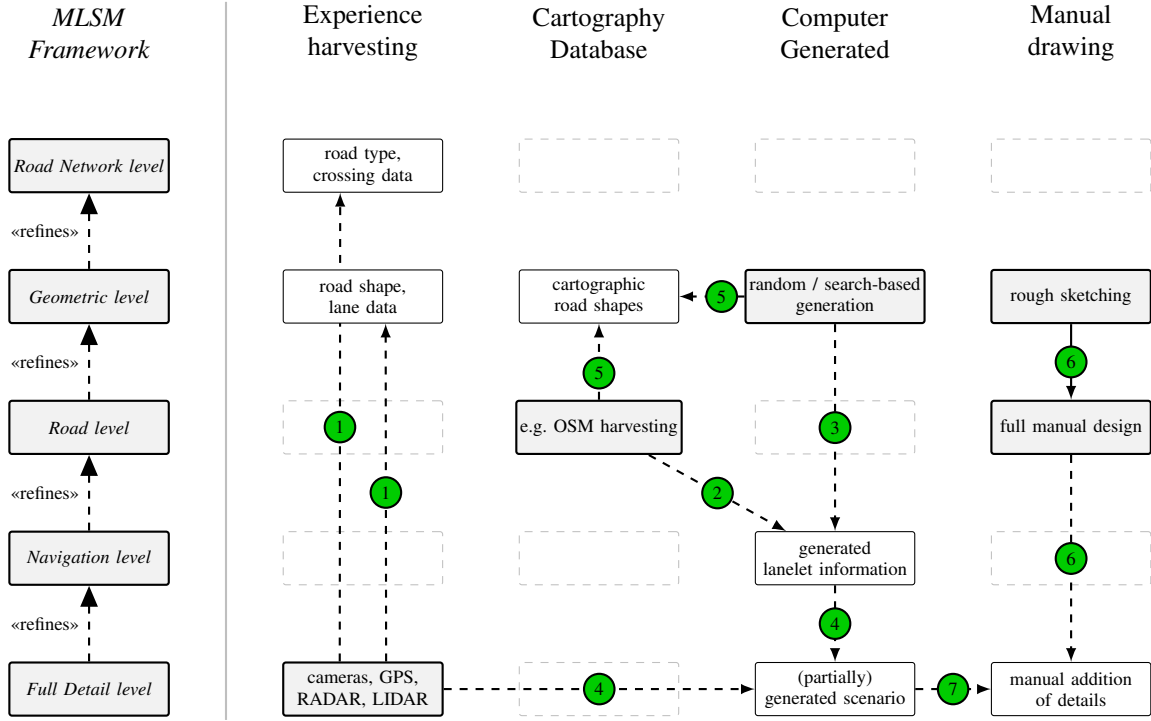 MLSM
Framework
Experience
harvesting
Cartography
Database
Computer
Generated
Manual
drawing
Road Network level
road type,
crossing data
«refines»
Geometric level
road shape,
lane data
cartographic
road shapes
5
random / search-based
generation
rough sketching
«refines»
5
6
Road level
1
e.g. OSM harvesting
3
full manual design
«refines»
1
2
Navigation level
generated
lanelet information
6
«refines»
4
Full Detail level
cameras, GPS,
RADAR, LIDAR
4
(partially)
generated scenario
7
manual addition
of details